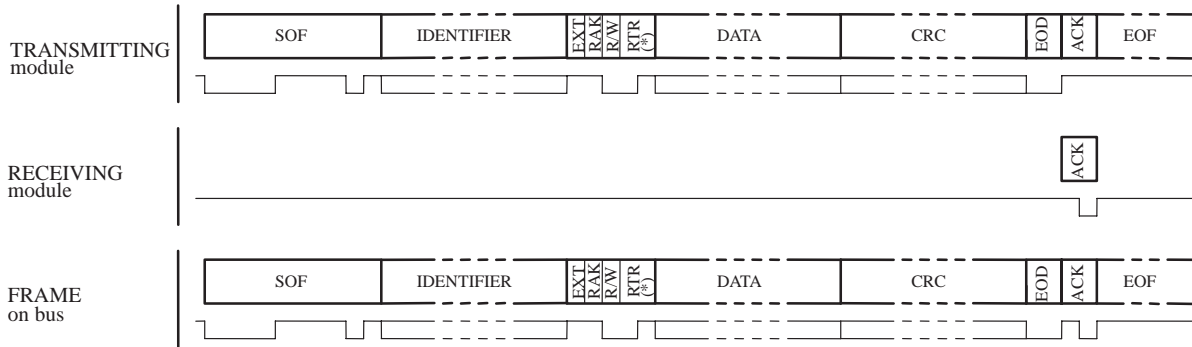 TRANSMITTING
module
SOF IDENTIFIER EXT RAK R/W RTR (*) DATA CRC EOD ACK EOF
RECEIVING
module
ACK
FRAME
on bus
SOF IDENTIFIER EXT RAK R/W RTR (*) DATA CRC EOD ACK EOF